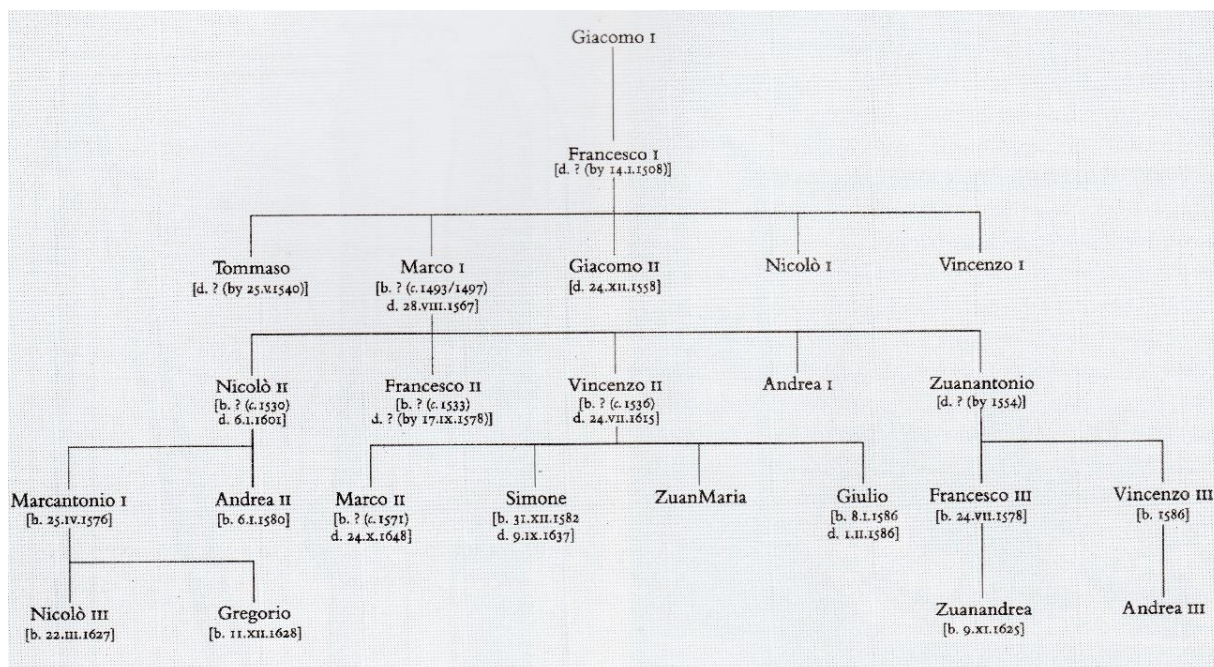 Giacomo I
Francesco I
[d. ? (by 14.I.1508)]
Tommaso
[d. ? (by 25.V.1540)]
Marco I
[b. ? (c.1493/1497)
d. 28.VIII.1567]
Giacomo II
[d. 24.XII.1558]
Nicolò I
Vincenzo I
Nicolò II
[b. ? (c.1530)
d. 6.I.1601]
Francesco II
[b. ? (c.1533)
d. ? (by 17.IX.1578)]
Vincenzo II
[b. ? (c.1536)
d. 24.VII.1615]
Andrea I
Zuanantonio
[d. ? (by 1554)]
Marcantonio I
[b. 25.IV.1576]
Andrea II
[b. 6.I.1580]
Marco II
[b. ? (c.1571)
d. 24.X.1648]
Simone
[b. 31.XII.1582
d. 9.IX.1637]
ZuanMaria
Giulio
[b. 8.I.1586
d. 1.II.1586]
Francesco III
[b. 24.VII.1578]
Vincenzo III
[b. 1586]
Nicolò III
[b. 22.III.1627]
Gregorio
[b. 11.XII.1628]
Zuanandrea
[b. 9.XI.1625]
Andrea III